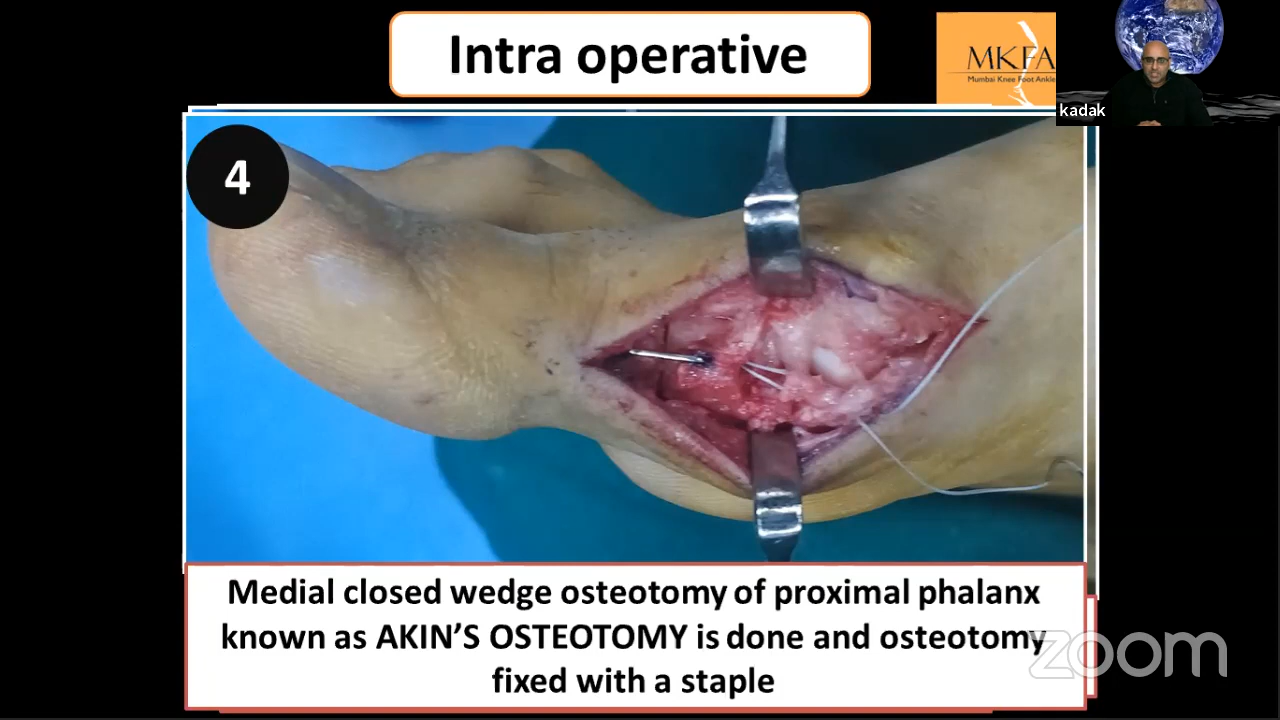 Intra operative
MKFA
Mumbai Knee Foot Ankle
kadak
4
Medial closed wedge osteotomy of proximal phalanx
known as AKIN'S OSTEOTOMY is done and osteotomy
fixed with a staple
zoom